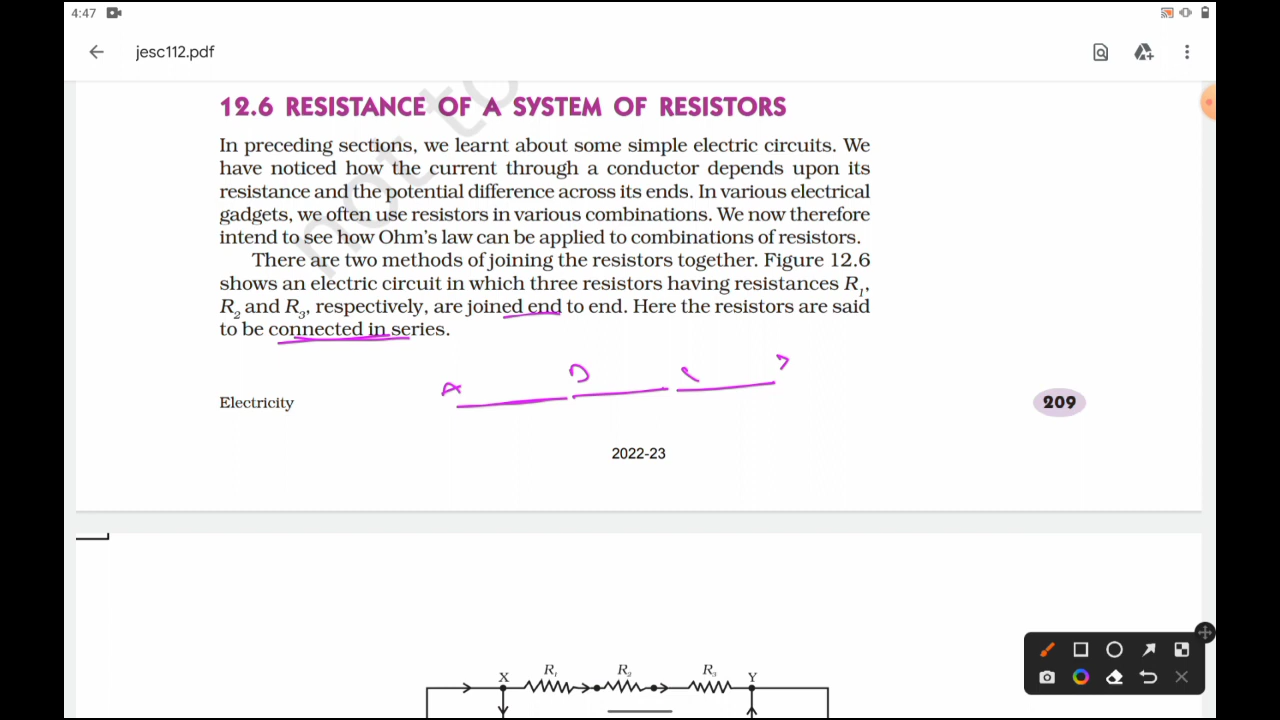 4:47
jesc112.pdf
not to
12.6 RESISTANCE OF A SYSTEM OF RESISTORS
In preceding sections, we learnt about some simple electric circuits. We
have noticed how the current through a conductor depends upon its
resistance and the potential difference across its ends. In various electrical
gadgets, we often use resistors in various combinations. We now therefore
intend to see how Ohm's law can be applied to combinations of resistors.
There are two methods of joining the resistors together. Figure 12.6
shows an electric circuit in which three resistors having resistances R₁,
R₂ and R₃, respectively, are joined end to end. Here the resistors are said
to be connected in series.
A
Electricity
209
2022-23
X R₁ R₂ R₃ Y